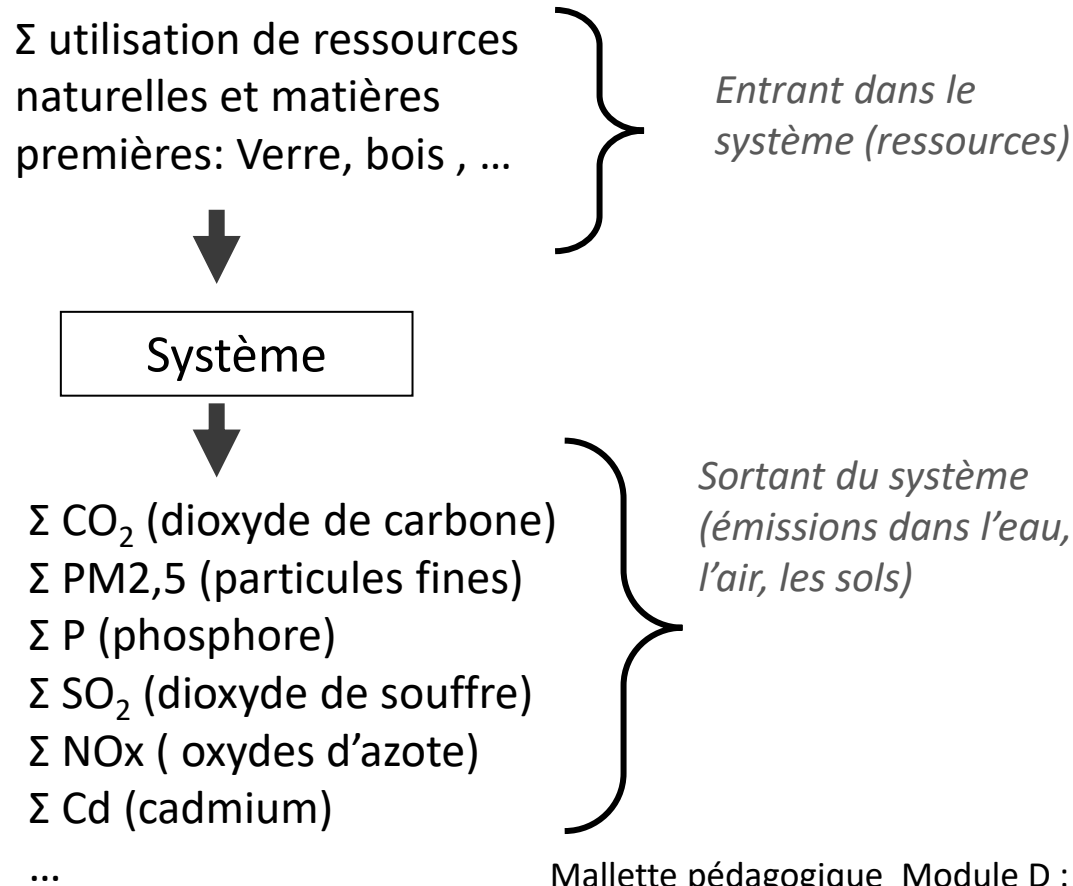 Σ utilisation de ressources
naturelles et matières
premières: Verre, bois , ...
Entrant dans le
système (ressources)
Système
Σ CO₂ (dioxyde de carbone)
Σ PM2,5 (particules fines)
Σ P (phosphore)
Σ SO₂ (dioxyde de souffre)
Σ NOx ( oxydes d’azote)
Σ Cd (cadmium)
...
Sortant du système
(émissions dans l’eau,
l’air, les sols)
Mallette pédagogique Module D :